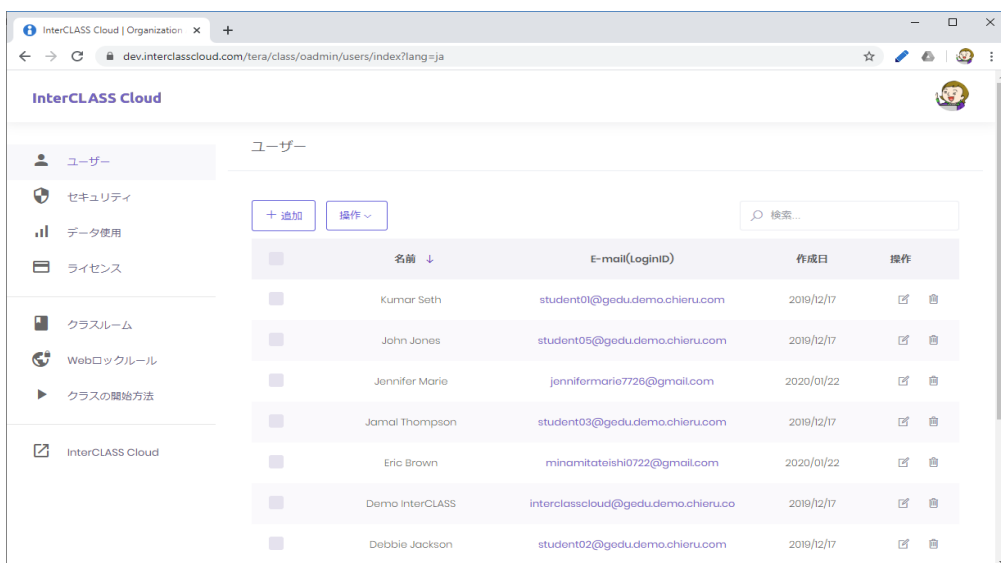 InterCLASS Cloud | Organization
dev.interclasscloud.com/tera/class/oadmin/users/index?lang=ja
InterCLASS Cloud
ユーザー
セキュリティ
データ使用
ライセンス
クラスルーム
Webロックルール
クラスの開始方法
InterCLASS Cloud
ユーザー
+ 追加 操作 検索...
名前 ↓ E-mail(LoginID) 作成日 操作
Kumar Seth student01@gedu.demo.chieru.com 2019/12/17
John Jones student05@gedu.demo.chieru.com 2019/12/17
Jennifer Marie jennifermarie7726@gmail.com 2020/01/22
Jamal Thompson student03@gedu.demo.chieru.com 2019/12/17
Eric Brown minamitateishi0722@gmail.com 2020/01/22
Demo InterCLASS interclasscloud@gedu.demo.chieru.co 2019/12/17
Debbie Jackson student02@gedu.demo.chieru.com 2019/12/17